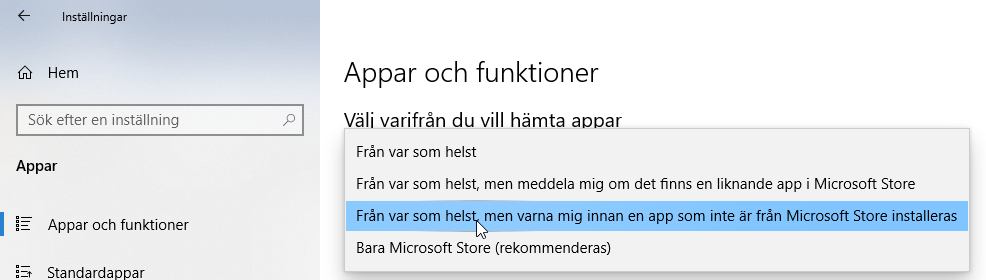 Inställningar
Hem
Sök efter en inställning
Appar
Appar och funktioner
Standardappar
Appar och funktioner
Välj varifrån du vill hämta appar
Från var som helst
Från var som helst, men meddela mig om det finns en liknande app i Microsoft Store
Från var som helst, men varna mig innan en app som inte är från Microsoft Store installeras
Bara Microsoft Store (rekommenderas)